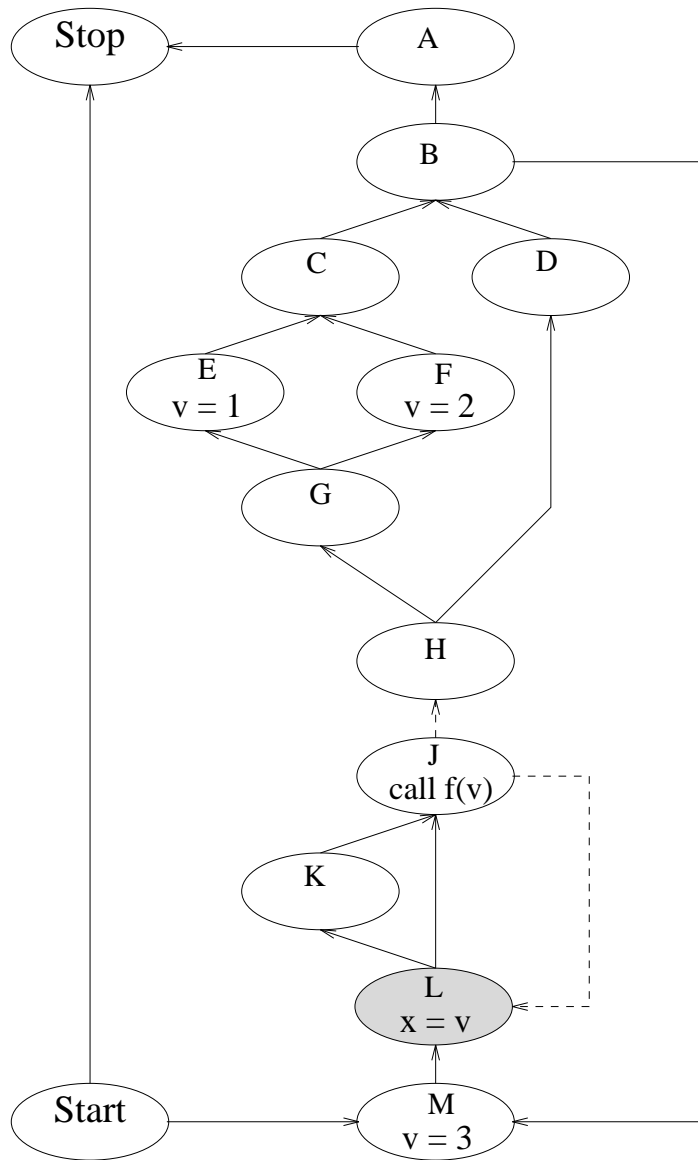 Stop
A
B
C
D
E
v = 1
F
v = 2
G
H
J
call f(v)
K
L
x = v
Start
M
v = 3